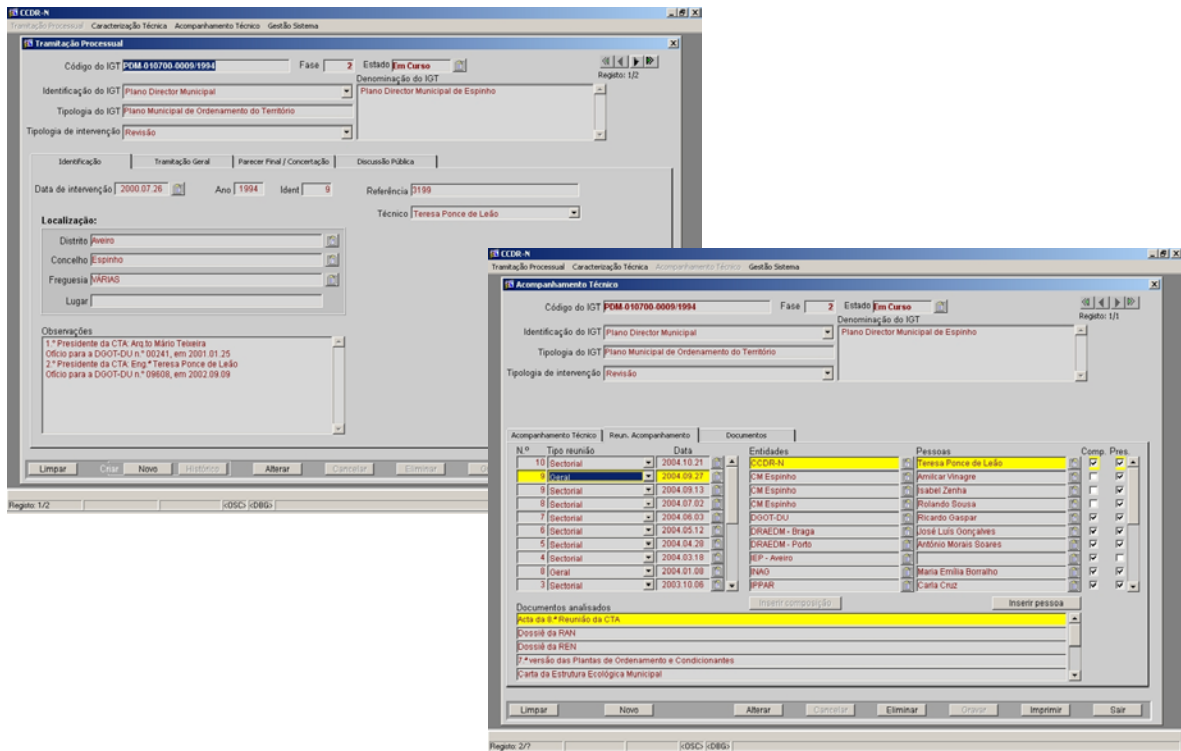 CCDR-N
Tramitação Processual Caracterização Técnica Acompanhamento Técnico Gestão Sistema
Tramitação Processual
Código do IGT PDM-010700-0009/1994 Fase 2 Estado Em Curso
Registo: 1/2
Denominação do IGT
Identificação do IGT Plano Director Municipal Plano Director Municipal de Espinho
Tipologia do IGT Plano Municipal de Ordenamento do Território
Tipologia de intervenção Revisão
Identificação Tramitação Geral Parecer Final / Concertação Discussão Pública
Data de intervenção 2000.07.26 Ano 1994 Ident 9 Referência 3199
Técnico Teresa Ponce de Leão
Localização:
Distrito Aveiro
Concelho Espinho
Freguesia VÁRIAS
Lugar
Observações
1.º Presidente da CTA: Arq.to Mário Teixeira
Ofício para a DGOT-DU n.º 00241, em 2001.01.25
2.º Presidente da CTA: Eng.ª Teresa Ponce de Leão
Ofício para a DGOT-DU n.º 09608, em 2002.09.09
Limpar Criar Novo Histórico Alterar Cancelar Eliminar
Registo: 1/2 <OSC> <DBG>
CCDR-N
Tramitação Processual Caracterização Técnica Acompanhamento Técnico Gestão Sistema
Acompanhamento Técnico
Código do IGT PDM-010700-0009/1994 Fase 2 Estado Em Curso
Registo: 1/1
Denominação do IGT
Identificação do IGT Plano Director Municipal Plano Director Municipal de Espinho
Tipologia do IGT Plano Municipal de Ordenamento do Território
Tipologia de intervenção Revisão
Acompanhamento Técnico Reun. Acompanhamento Documentos
N.º Tipo reunião Data Entidades Pessoas Comp. Pres.
10 Sectorial 2004.10.21 CCDR-N Teresa Ponce de Leão
9 Geral 2004.09.27 CM Espinho Amilcar Vinagre
9 Sectorial 2004.09.13 CM Espinho Isabel Zenha
8 Sectorial 2004.07.02 CM Espinho Rolando Sousa
7 Sectorial 2004.06.03 DGOT-DU Ricardo Gaspar
6 Sectorial 2004.05.12 DRAEDM - Braga José Luís Gonçalves
5 Sectorial 2004.04.28 DRAEDM - Porto António Morais Soares
4 Sectorial 2004.03.18 IEP - Aveiro
8 Geral 2004.01.08 INAG Maria Emília Borralho
3 Sectorial 2003.10.06 IPPAR Carla Cruz
Inserir composição Inserir pessoa
Documentos analisados
Acta da 8.ª Reunião da CTA
Dossiê da RAN
Dossiê da REN
7.ª versão das Plantas de Ordenamento e Condicionantes
Carta da Estrutura Ecológica Municipal
Limpar Novo Alterar Cancelar Eliminar Gravar Imprimir Sair
Registo: 2/? <OSC> <DBG>